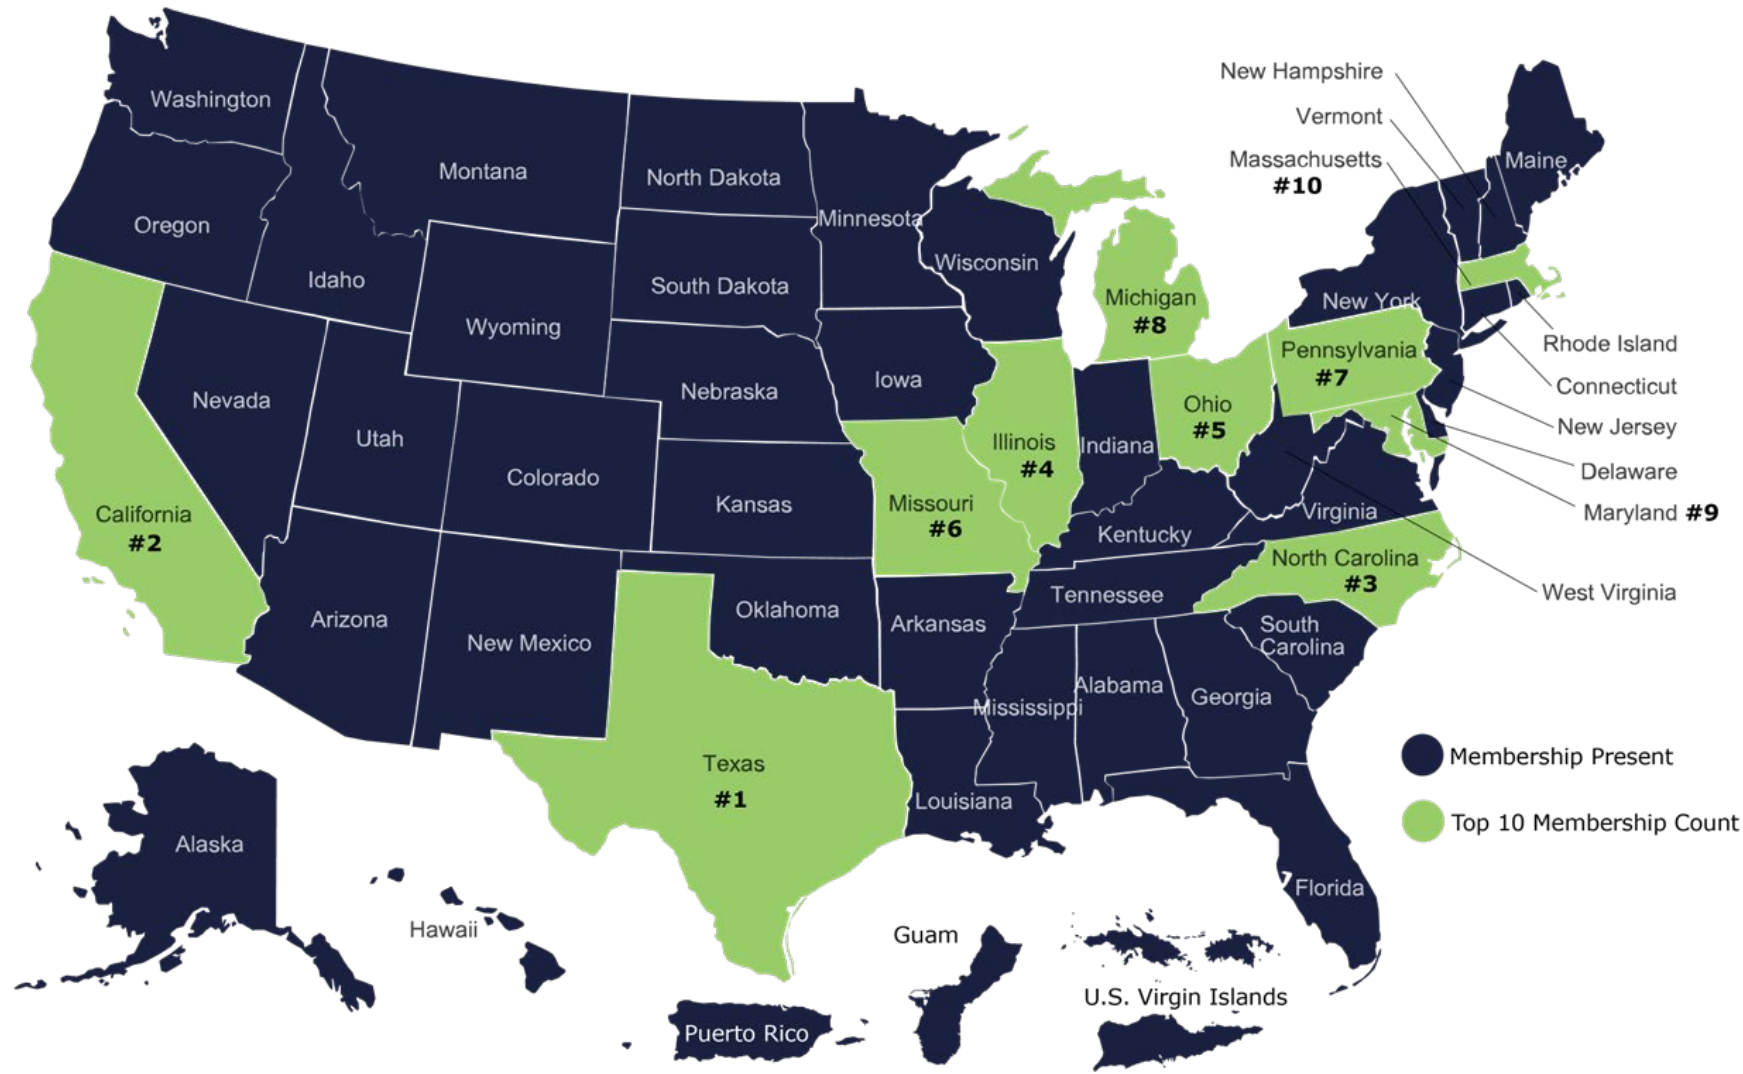 New Hampshire
Vermont
Massachusetts
#10
Maine
Washington
Montana
North Dakota
Minnesota
Oregon
Idaho
South Dakota
Wisconsin
Wyoming
Michigan
#8
New York
Rhode Island
Pennsylvania
#7
Connecticut
Nevada
Nebraska
Iowa
Ohio
#5
New Jersey
Utah
Colorado
Illinois
#4
Indiana
Delaware
California
#2
Kansas
Missouri
#6
Kentucky
Virginia
Maryland #9
North Carolina
#3
West Virginia
Arizona
New Mexico
Oklahoma
Arkansas
Tennessee
South
Carolina
Mississippi
Alabama
Georgia
Texas
#1
Louisiana
Membership Present
Top 10 Membership Count
Alaska
Florida
Hawaii
Guam
U.S. Virgin Islands
Puerto Rico